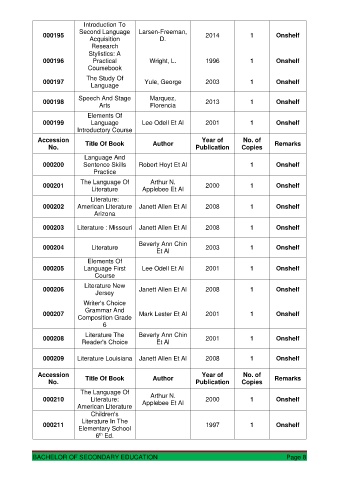 000195 Introduction To Second Language Acquisition Research Larsen-Freeman, D. 2014 1 Onshelf
000196 Stylistics: A Practical Coursebook Wright, L. 1996 1 Onshelf
000197 The Study Of Language Yule, George 2003 1 Onshelf
000198 Speech And Stage Arts Marquez, Florencia 2013 1 Onshelf
000199 Elements Of Language Introductory Course Lee Odell Et Al 2001 1 Onshelf
Accession No. Title Of Book Author Year of Publication No. of Copies Remarks
000200 Language And Sentence Skills Practice Robert Hoyt Et Al 1 Onshelf
000201 The Language Of Literature Arthur N. Applebee Et Al 2000 1 Onshelf
000202 Literature: American Literature Arizona Janett Allen Et Al 2008 1 Onshelf
000203 Literature : Missouri Janett Allen Et Al 2008 1 Onshelf
000204 Literature Beverly Ann Chin Et Al 2003 1 Onshelf
000205 Elements Of Language First Course Lee Odell Et Al 2001 1 Onshelf
000206 Literature New Jersey Janett Allen Et Al 2008 1 Onshelf
000207 Writer's Choice Grammar And Composition Grade 6 Mark Lester Et Al 2001 1 Onshelf
000208 Literature The Reader's Choice Beverly Ann Chin Et Al 2001 1 Onshelf
000209 Literature Louisiana Janett Allen Et Al 2008 1 Onshelf
Accession No. Title Of Book Author Year of Publication No. of Copies Remarks
000210 The Language Of Literature: American Literature Arthur N. Applebee Et Al 2000 1 Onshelf
000211 Children's Literature In The Elementary School 6th Ed. 1997 1 Onshelf
BACHELOR OF SECONDARY EDUCATION Page 8